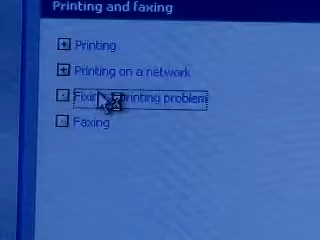 Printing and faxing
Printing
Printing on a network
printing problem
Faxing